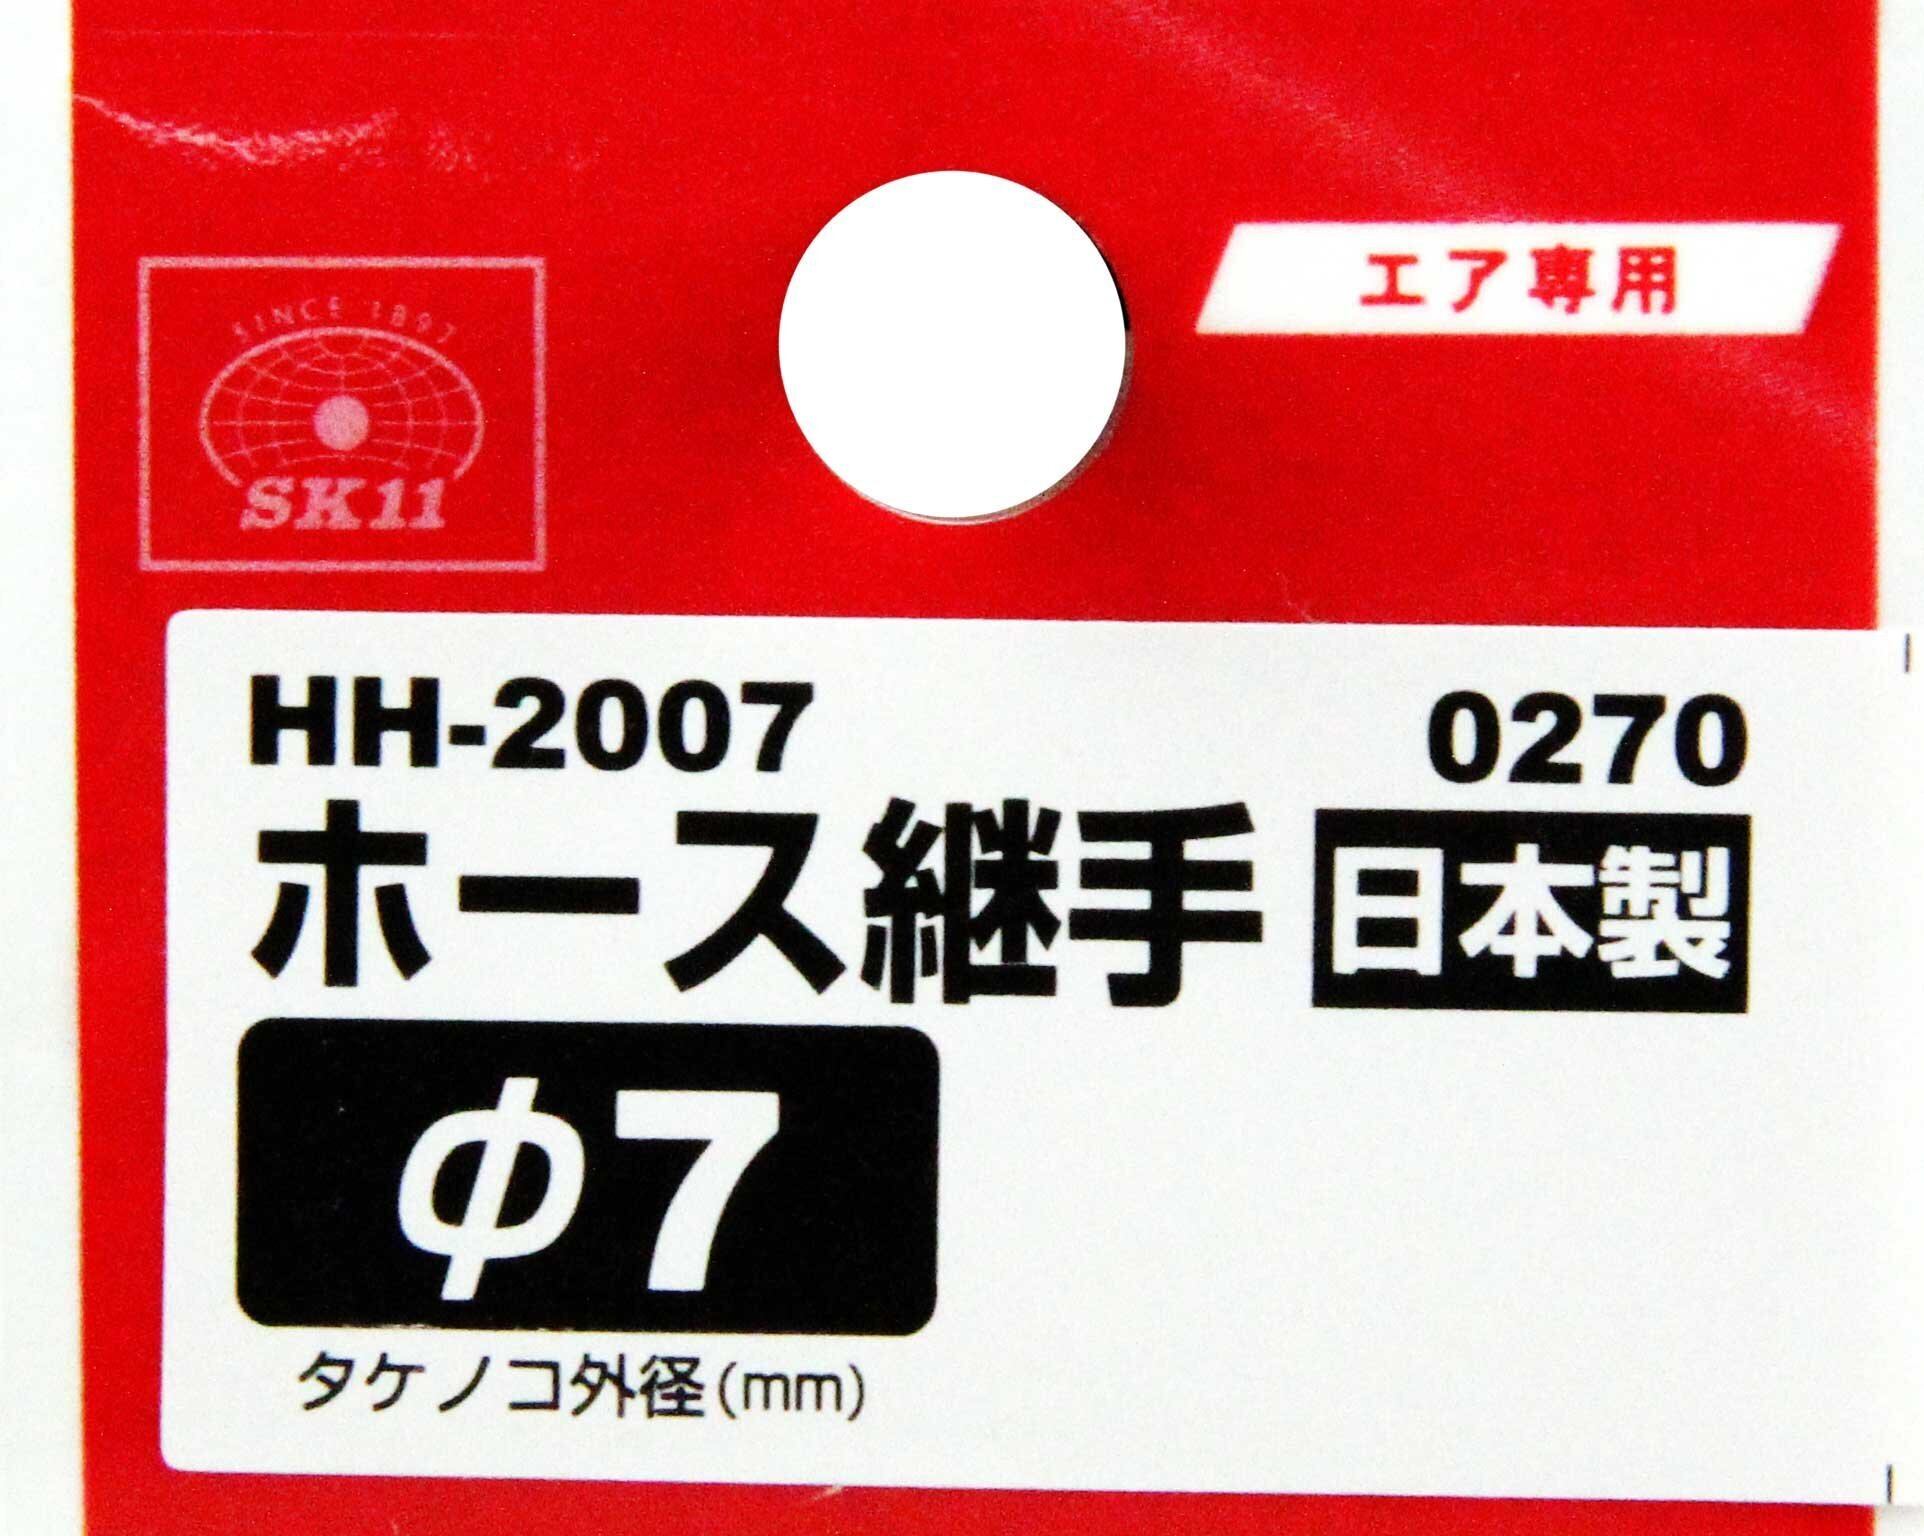 エア専用
SINCE 1897
SK11
HH-2007 0270
ホース継手 日本製
φ7
タケノコ外径(mm)